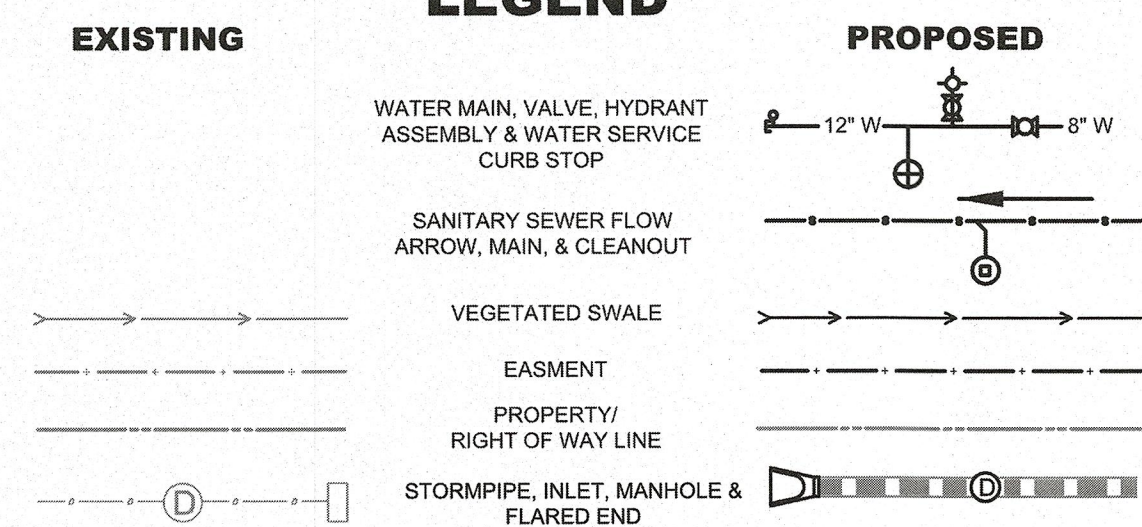 LEGEND
EXISTING
PROPOSED
WATER MAIN, VALVE, HYDRANT
ASSEMBLY & WATER SERVICE
CURB STOP
12" W
8" W
SANITARY SEWER FLOW
ARROW, MAIN, & CLEANOUT
S S S S S
VEGETATED SWALE
EASMENT
PROPERTY/
RIGHT OF WAY LINE
D
STORMPIPE, INLET, MANHOLE &
FLARED END
D